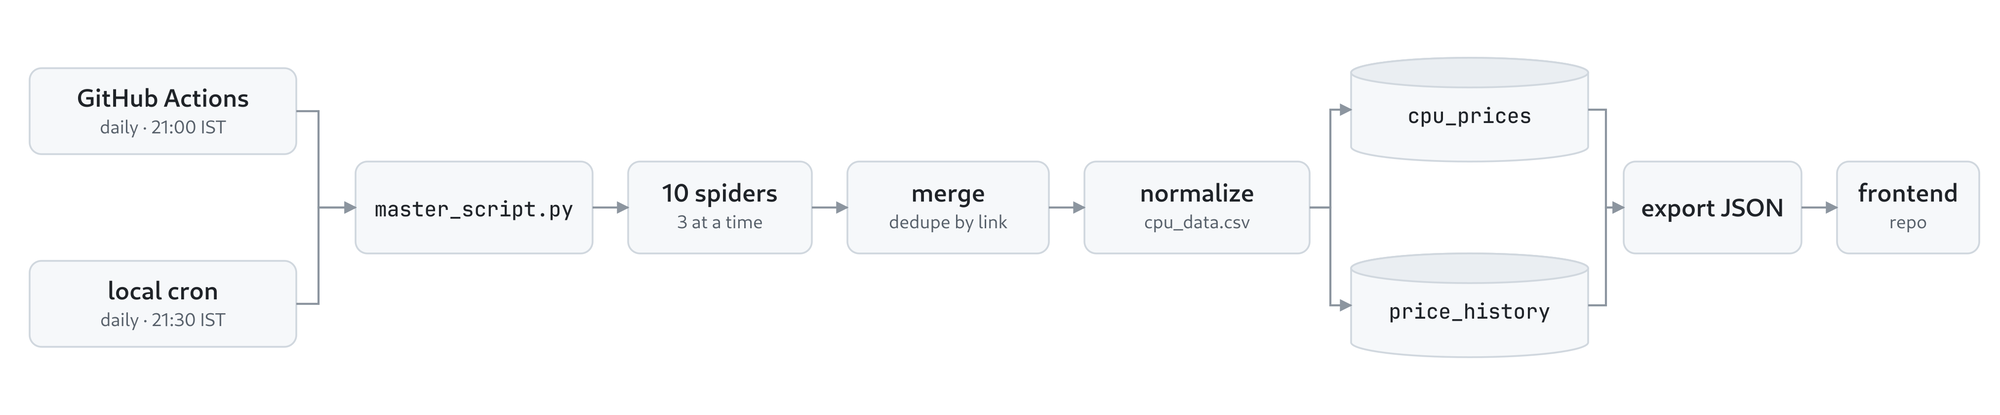 GitHub Actions
daily · 21:00 IST
local cron
daily · 21:30 IST
master_script.py
10 spiders
3 at a time
merge
dedupe by link
normalize
cpu_data.csv
cpu_prices
price_history
export JSON
frontend
repo